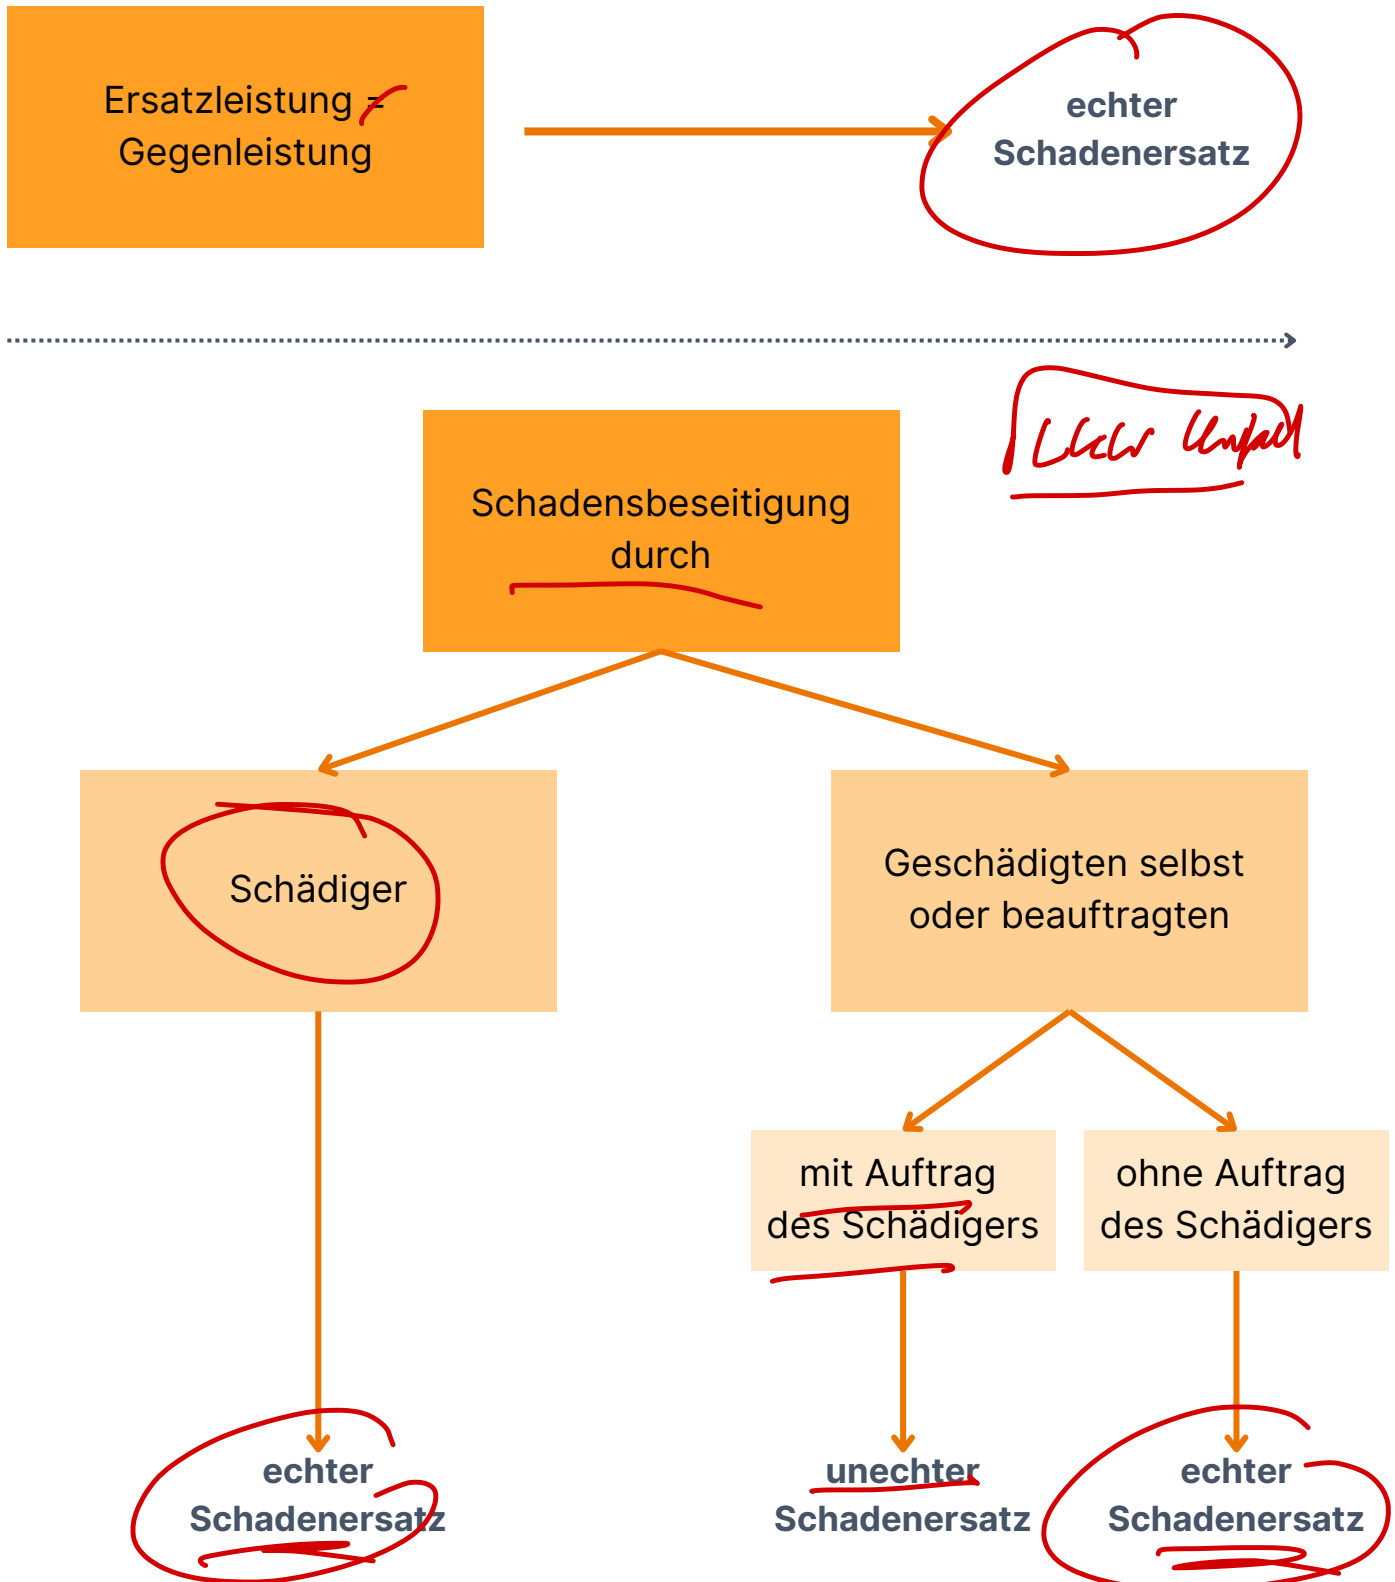 Ersatzleistung =
Gegenleistung
echter
Schadenersatz
Schadensbeseitigung
durch
Schädiger
Geschädigten selbst
oder beauftragten
mit Auftrag
des Schädigers
ohne Auftrag
des Schädigers
echter
Schadenersatz
unechter
Schadenersatz
echter
Schadenersatz